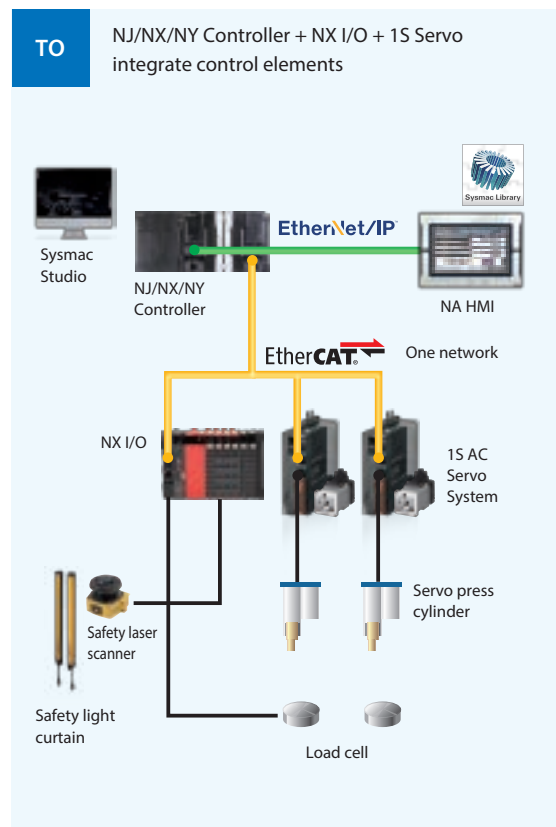 TO
NJ/NX/NY Controller + NX I/O + 1S Servo
integrate control elements
Sysmac Library
EtherNet/IP™
Sysmac
Studio
NJ/NX/NY
Controller
NA HMI
EtherCAT®
One network
NX I/O
1S AC
Servo
System
Servo press
cylinder
Safety laser
scanner
Safety light
curtain
Load cell